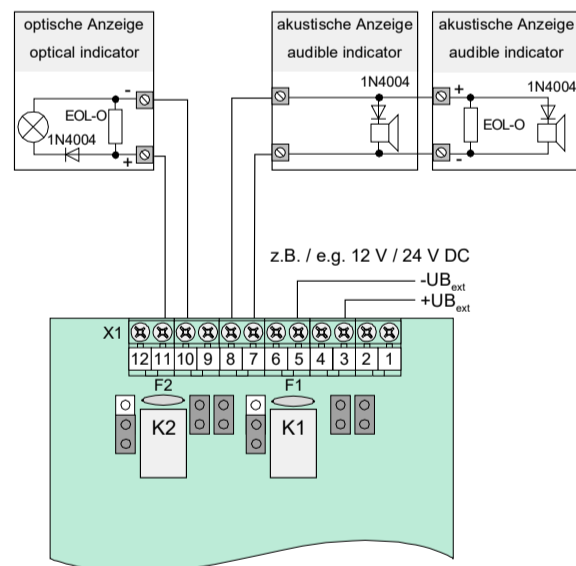 optische Anzeige
optical indicator
akustische Anzeige
audible indicator
akustische Anzeige
audible indicator
-
EOL-O
1N4004
+
1N4004
+
EOL-O
-
1N4004
z.B. / e.g. 12 V / 24 V DC
-UBext
+UBext
X1
12 11 10 9 8 7 6 5 4 3 2 1
F2 F1
K2 K1